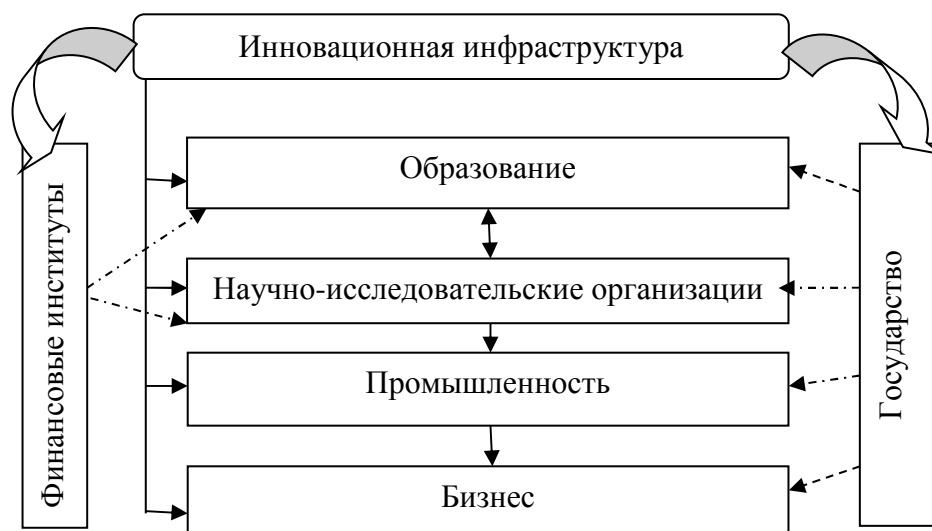 Инновационная инфраструктура
Образование
Научно-исследовательские организации
Промышленность
Бизнес
Финансовые институты
Государство